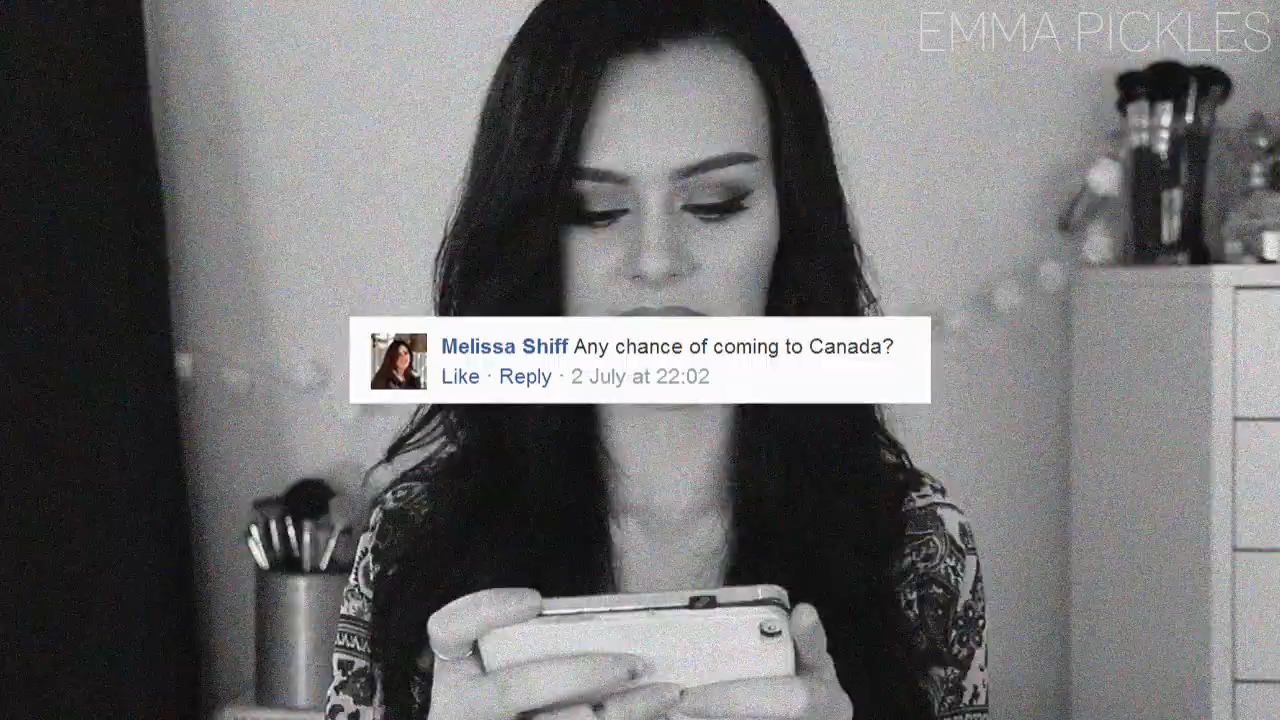 EMMA PICKLES
Melissa Shiff Any chance of coming to Canada?
Like · Reply · 2 July at 22:02